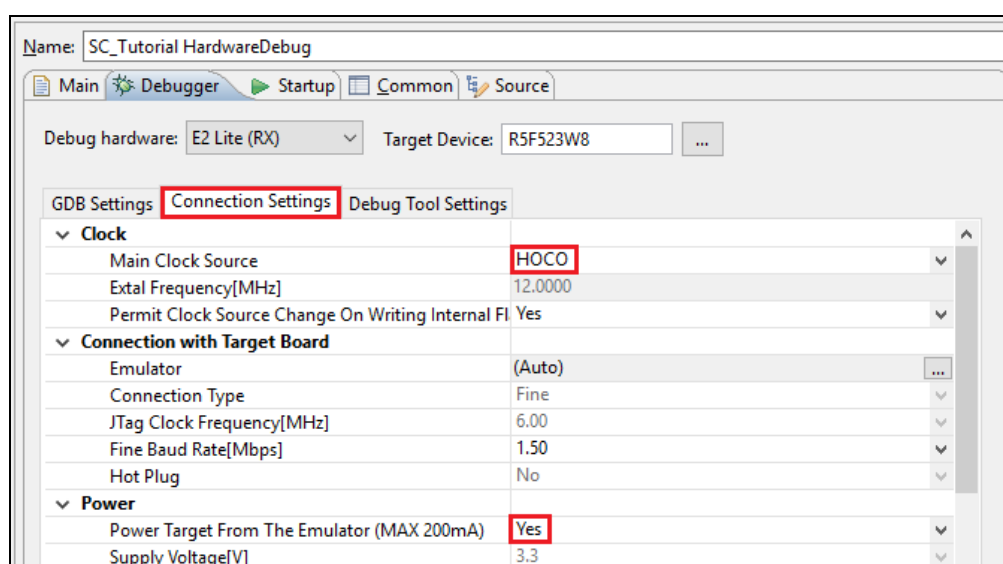 Name: SC_Tutorial HardwareDebug
Main Debugger Startup Common Source
Debug hardware: E2 Lite (RX) Target Device: R5F523W8 ...
GDB Settings Connection Settings Debug Tool Settings
Clock
Main Clock Source HOCO
Extal Frequency[MHz] 12.0000
Permit Clock Source Change On Writing Internal Fl Yes
Connection with Target Board
Emulator (Auto) ...
Connection Type Fine
JTag Clock Frequency[MHz] 6.00
Fine Baud Rate[Mbps] 1.50
Hot Plug No
Power
Power Target From The Emulator (MAX 200mA) Yes
Supply Voltage[V] 3.3